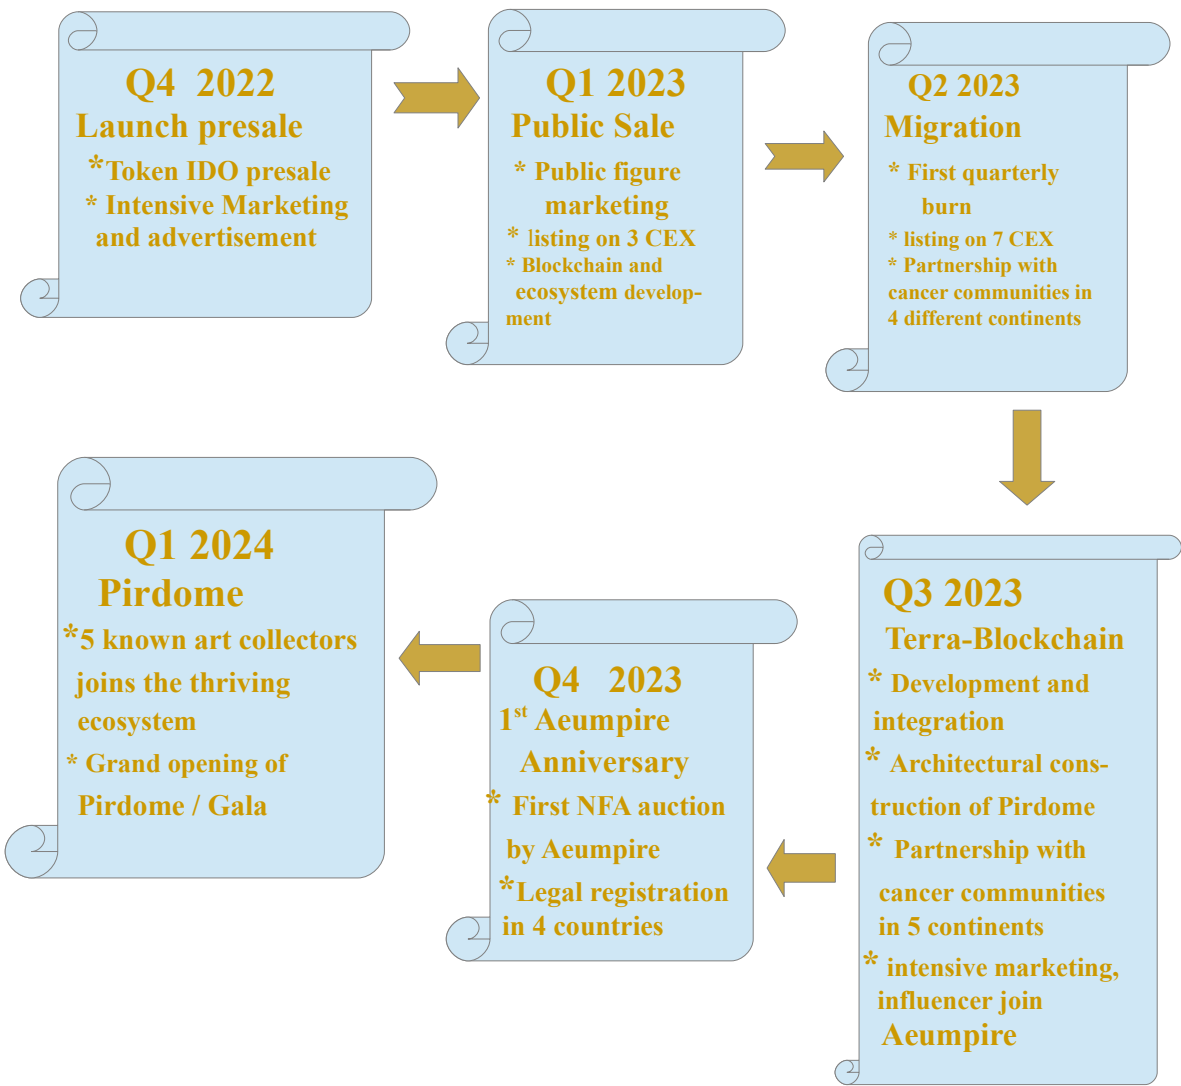 Q4 2022
Launch presale
*Token IDO presale
* Intensive Marketing
and advertisement
Q1 2023
Public Sale
* Public figure
marketing
* listing on 3 CEX
* Blockchain and
ecosystem develop-
ment
Q2 2023
Migration
* First quarterly
burn
* listing on 7 CEX
* Partnership with
cancer communities in
4 different continents
Q3 2023
Terra-Blockchain
* Development and
integration
* Architectural cons-
truction of Pirdome
* Partnership with
cancer communities
in 5 continents
* intensive marketing,
influencer join
Aeumpire
Q4 2023
1st Aeumpire
Anniversary
* First NFA auction
by Aeumpire
*Legal registration
in 4 countries
Q1 2024
Pirdome
*5 known art collectors
joins the thriving
ecosystem
* Grand opening of
Pirdome / Gala